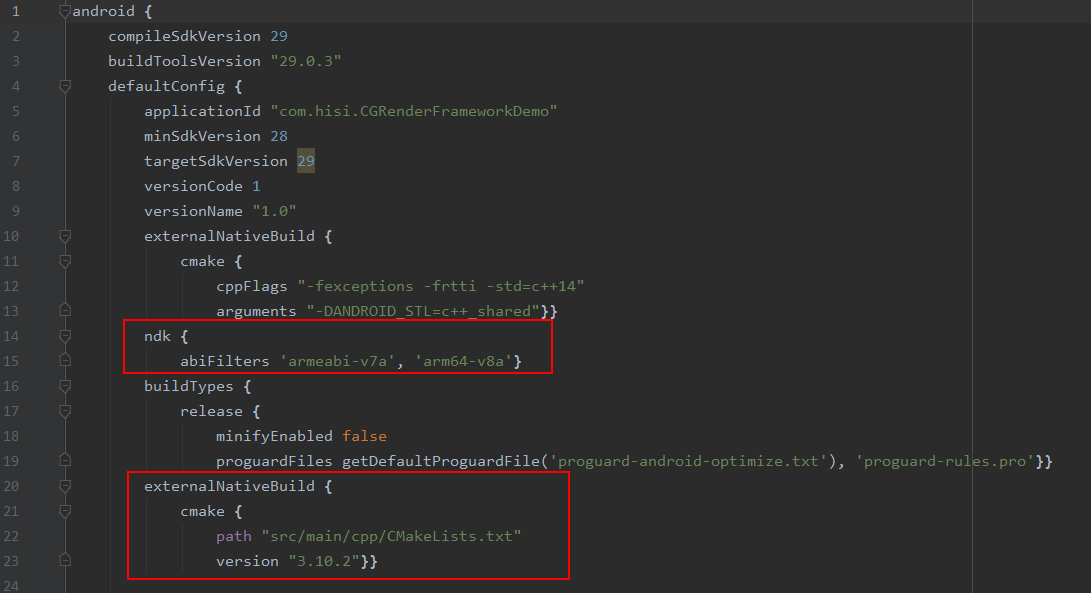 1 android {
2 compileSdkVersion 29
3 buildToolsVersion "29.0.3"
4 defaultConfig {
5 applicationId "com.hisi.CGRenderFrameworkDemo"
6 minSdkVersion 28
7 targetSdkVersion 29
8 versionCode 1
9 versionName "1.0"
10 externalNativeBuild {
11 cmake {
12 cppFlags "-fexceptions -frtti -std=c++14"
13 arguments "-DANDROID_STL=c++_shared"}}
14 ndk {
15 abiFilters 'armeabi-v7a', 'arm64-v8a'}
16 buildTypes {
17 release {
18 minifyEnabled false
19 proguardFiles getDefaultProguardFile('proguard-android-optimize.txt'), 'proguard-rules.pro'}}
20 externalNativeBuild {
21 cmake {
22 path "src/main/cpp/CMakeLists.txt"
23 version "3.10.2"}}
24